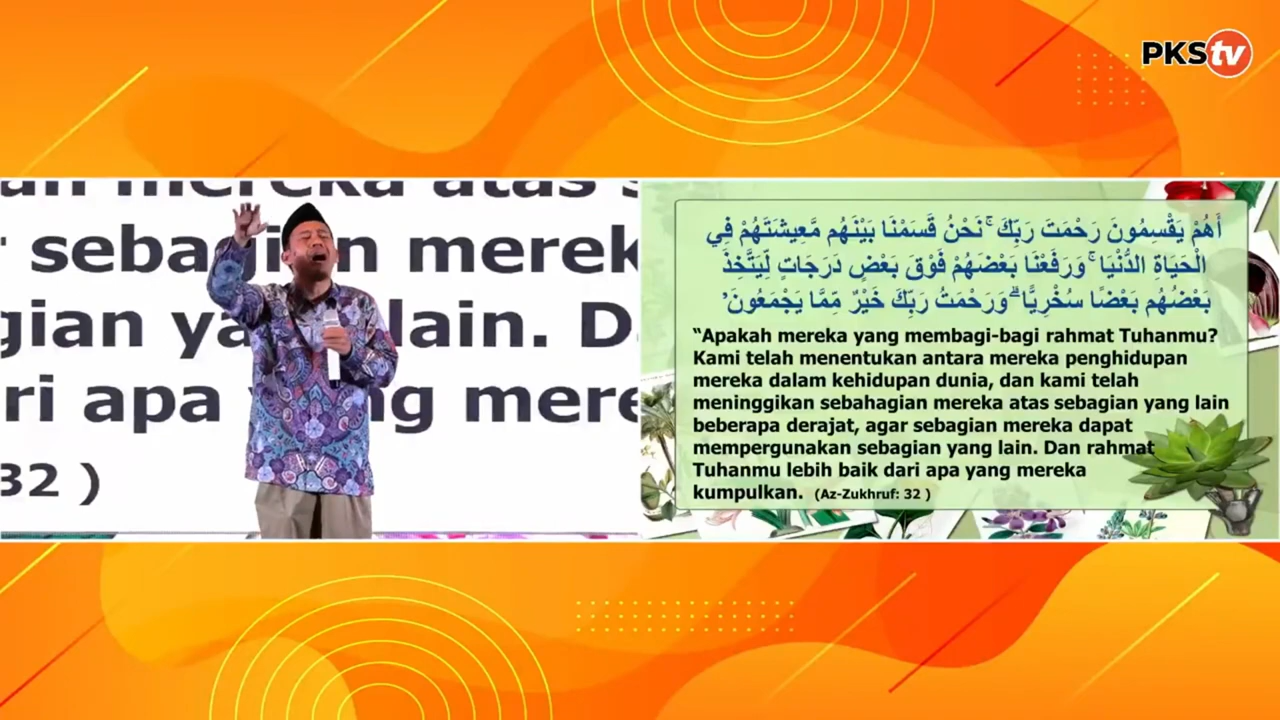 PKStv
an mereka atas s
sebagian merek
gian ya lain. D
ri apa yang mere
32 )
أَهُمْ يَقْسِمُونَ رَحْمَتَ رَبِّكَ ۚ نَحْنُ قَسَمْنَا بَيْنَهُم مَّعِيشَتَهُمْ فِي
الْحَيَاةِ الدُّنْيَا ۚ وَرَفَعْنَا بَعْضَهُمْ فَوْقَ بَعْضٍ دَرَجَاتٍ لِّيَتَّخِذَ
بَعْضُهُم بَعْضًا سُخْرِيًّا ۗ وَرَحْمَتُ رَبِّكَ خَيْرٌ مِّمَّا يَجْمَعُونَ
“Apakah mereka yang membagi-bagi rahmat Tuhanmu?
Kami telah menentukan antara mereka penghidupan
mereka dalam kehidupan dunia, dan kami telah
meninggikan sebahagian mereka atas sebagian yang lain
beberapa derajat, agar sebagian mereka dapat
mempergunakan sebagian yang lain. Dan rahmat
Tuhanmu lebih baik dari apa yang mereka
kumpulkan. (Az-Zukhruf: 32 )